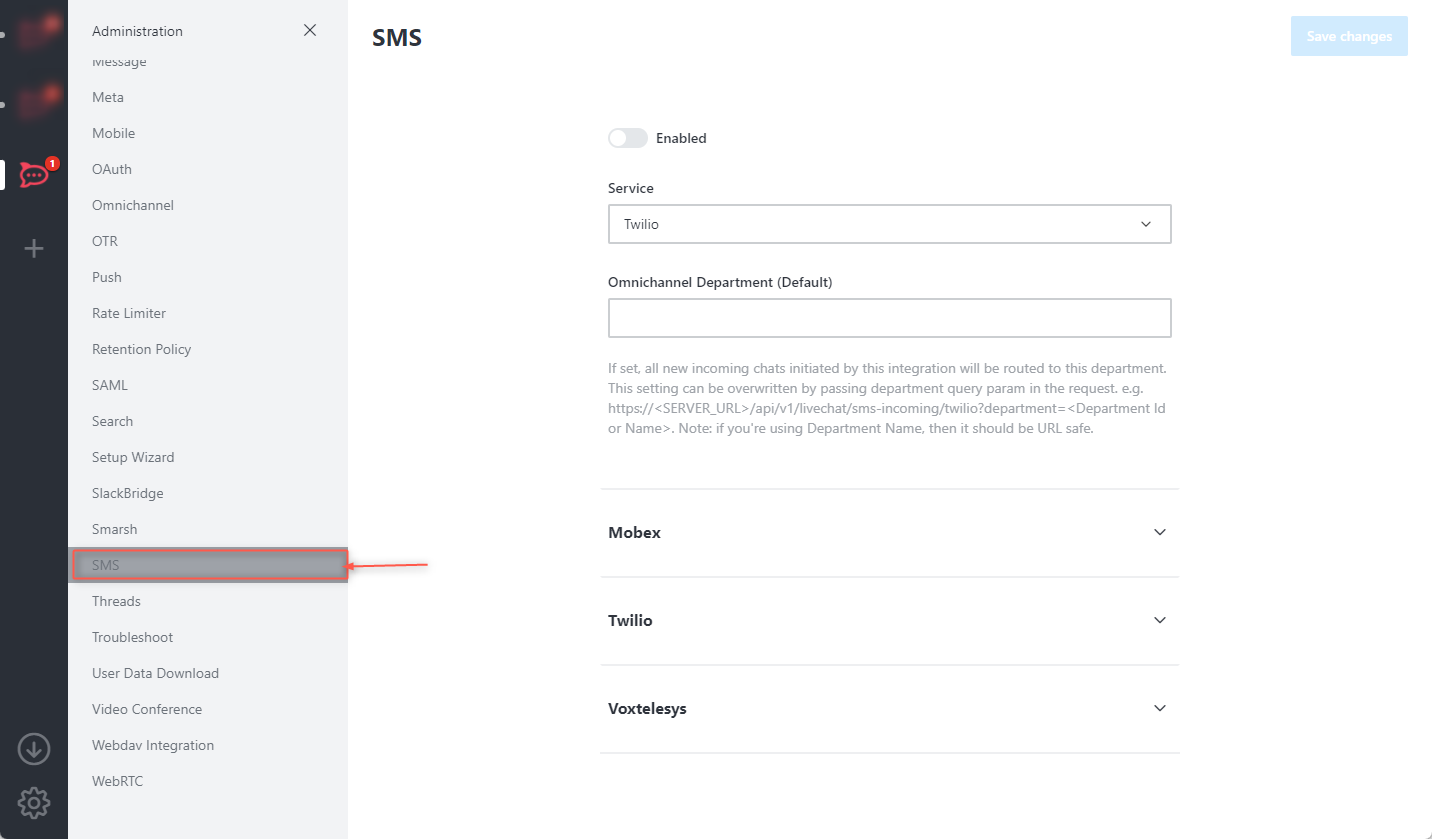 1
Administration
Message
Meta
Mobile
OAuth
Omnichannel
OTR
Push
Rate Limiter
Retention Policy
SAML
Search
Setup Wizard
SlackBridge
Smarsh
SMS
Threads
Troubleshoot
User Data Download
Video Conference
Webdav Integration
WebRTC
SMS
Save changes
Enabled
Service
Twilio
Omnichannel Department (Default)
If set, all new incoming chats initiated by this integration will be routed to this department.
This setting can be overwritten by passing department query param in the request. e.g.
https://<SERVER_URL>/api/v1/livechat/sms-incoming/twilio?department=<Department Id
or Name>. Note: if you're using Department Name, then it should be URL safe.
Mobex
Twilio
Voxtelesys